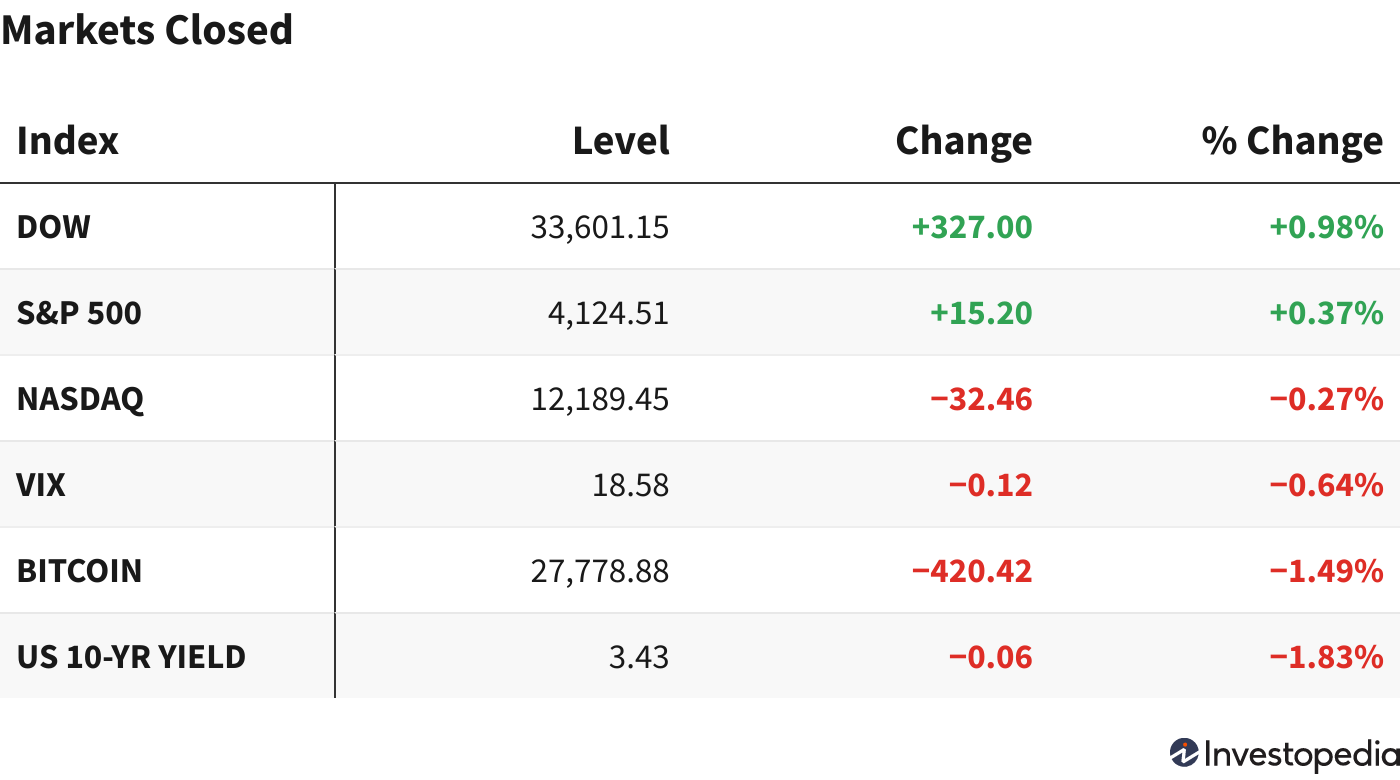 Markets Closed
Index Level Change % Change
DOW 33,601.15 +327.00 +0.98%
S&P 500 4,124.51 +15.20 +0.37%
NASDAQ 12,189.45 −32.46 −0.27%
VIX 18.58 −0.12 −0.64%
BITCOIN 27,778.88 −420.42 −1.49%
US 10-YR YIELD 3.43 −0.06 −1.83%
Investopedia